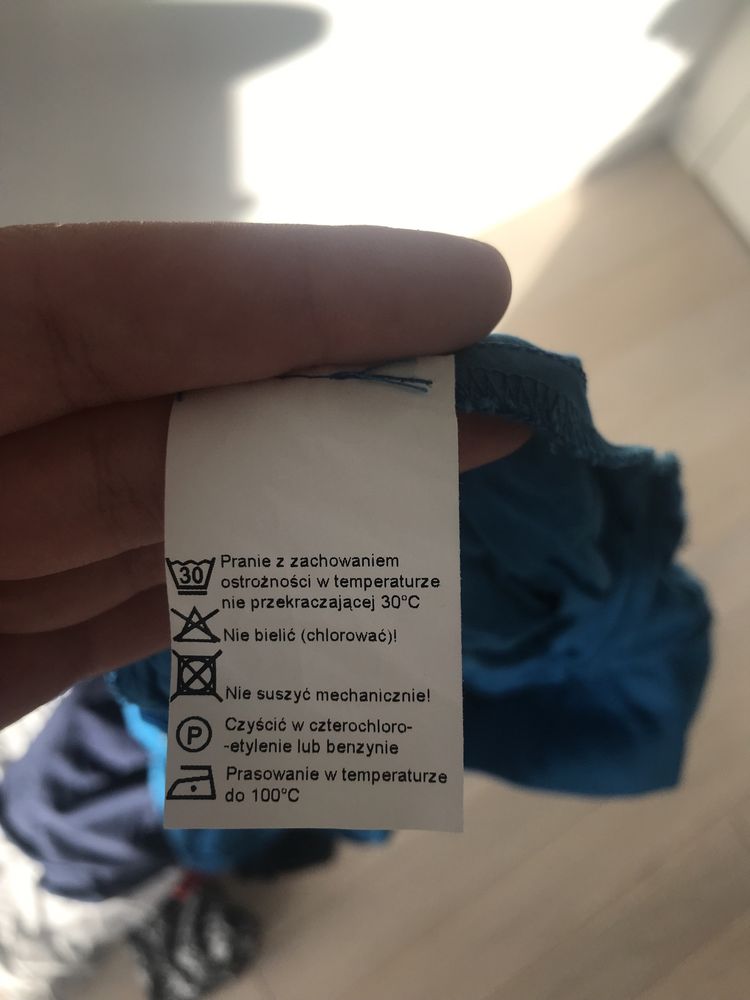 30
Pranie z zachowaniem
ostrożności w temperaturze
nie przekraczającej 30°C
Nie bielić (chlorować)!
Nie suszyć mechanicznie!
P
Czyścić w czterochloro-
-etylenie lub benzynie
Prasowanie w temperaturze
do 100°C